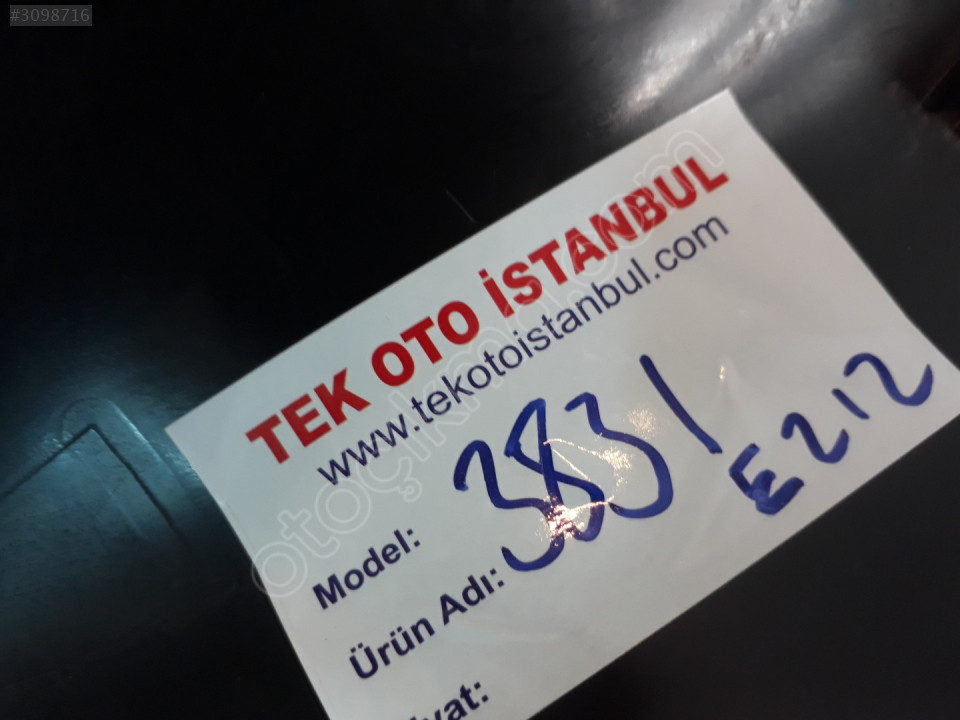 #3098716
TEK OTO İSTANBUL
www.tekotoistanbul.com
Model:
3831
E212
Ürün Adı: